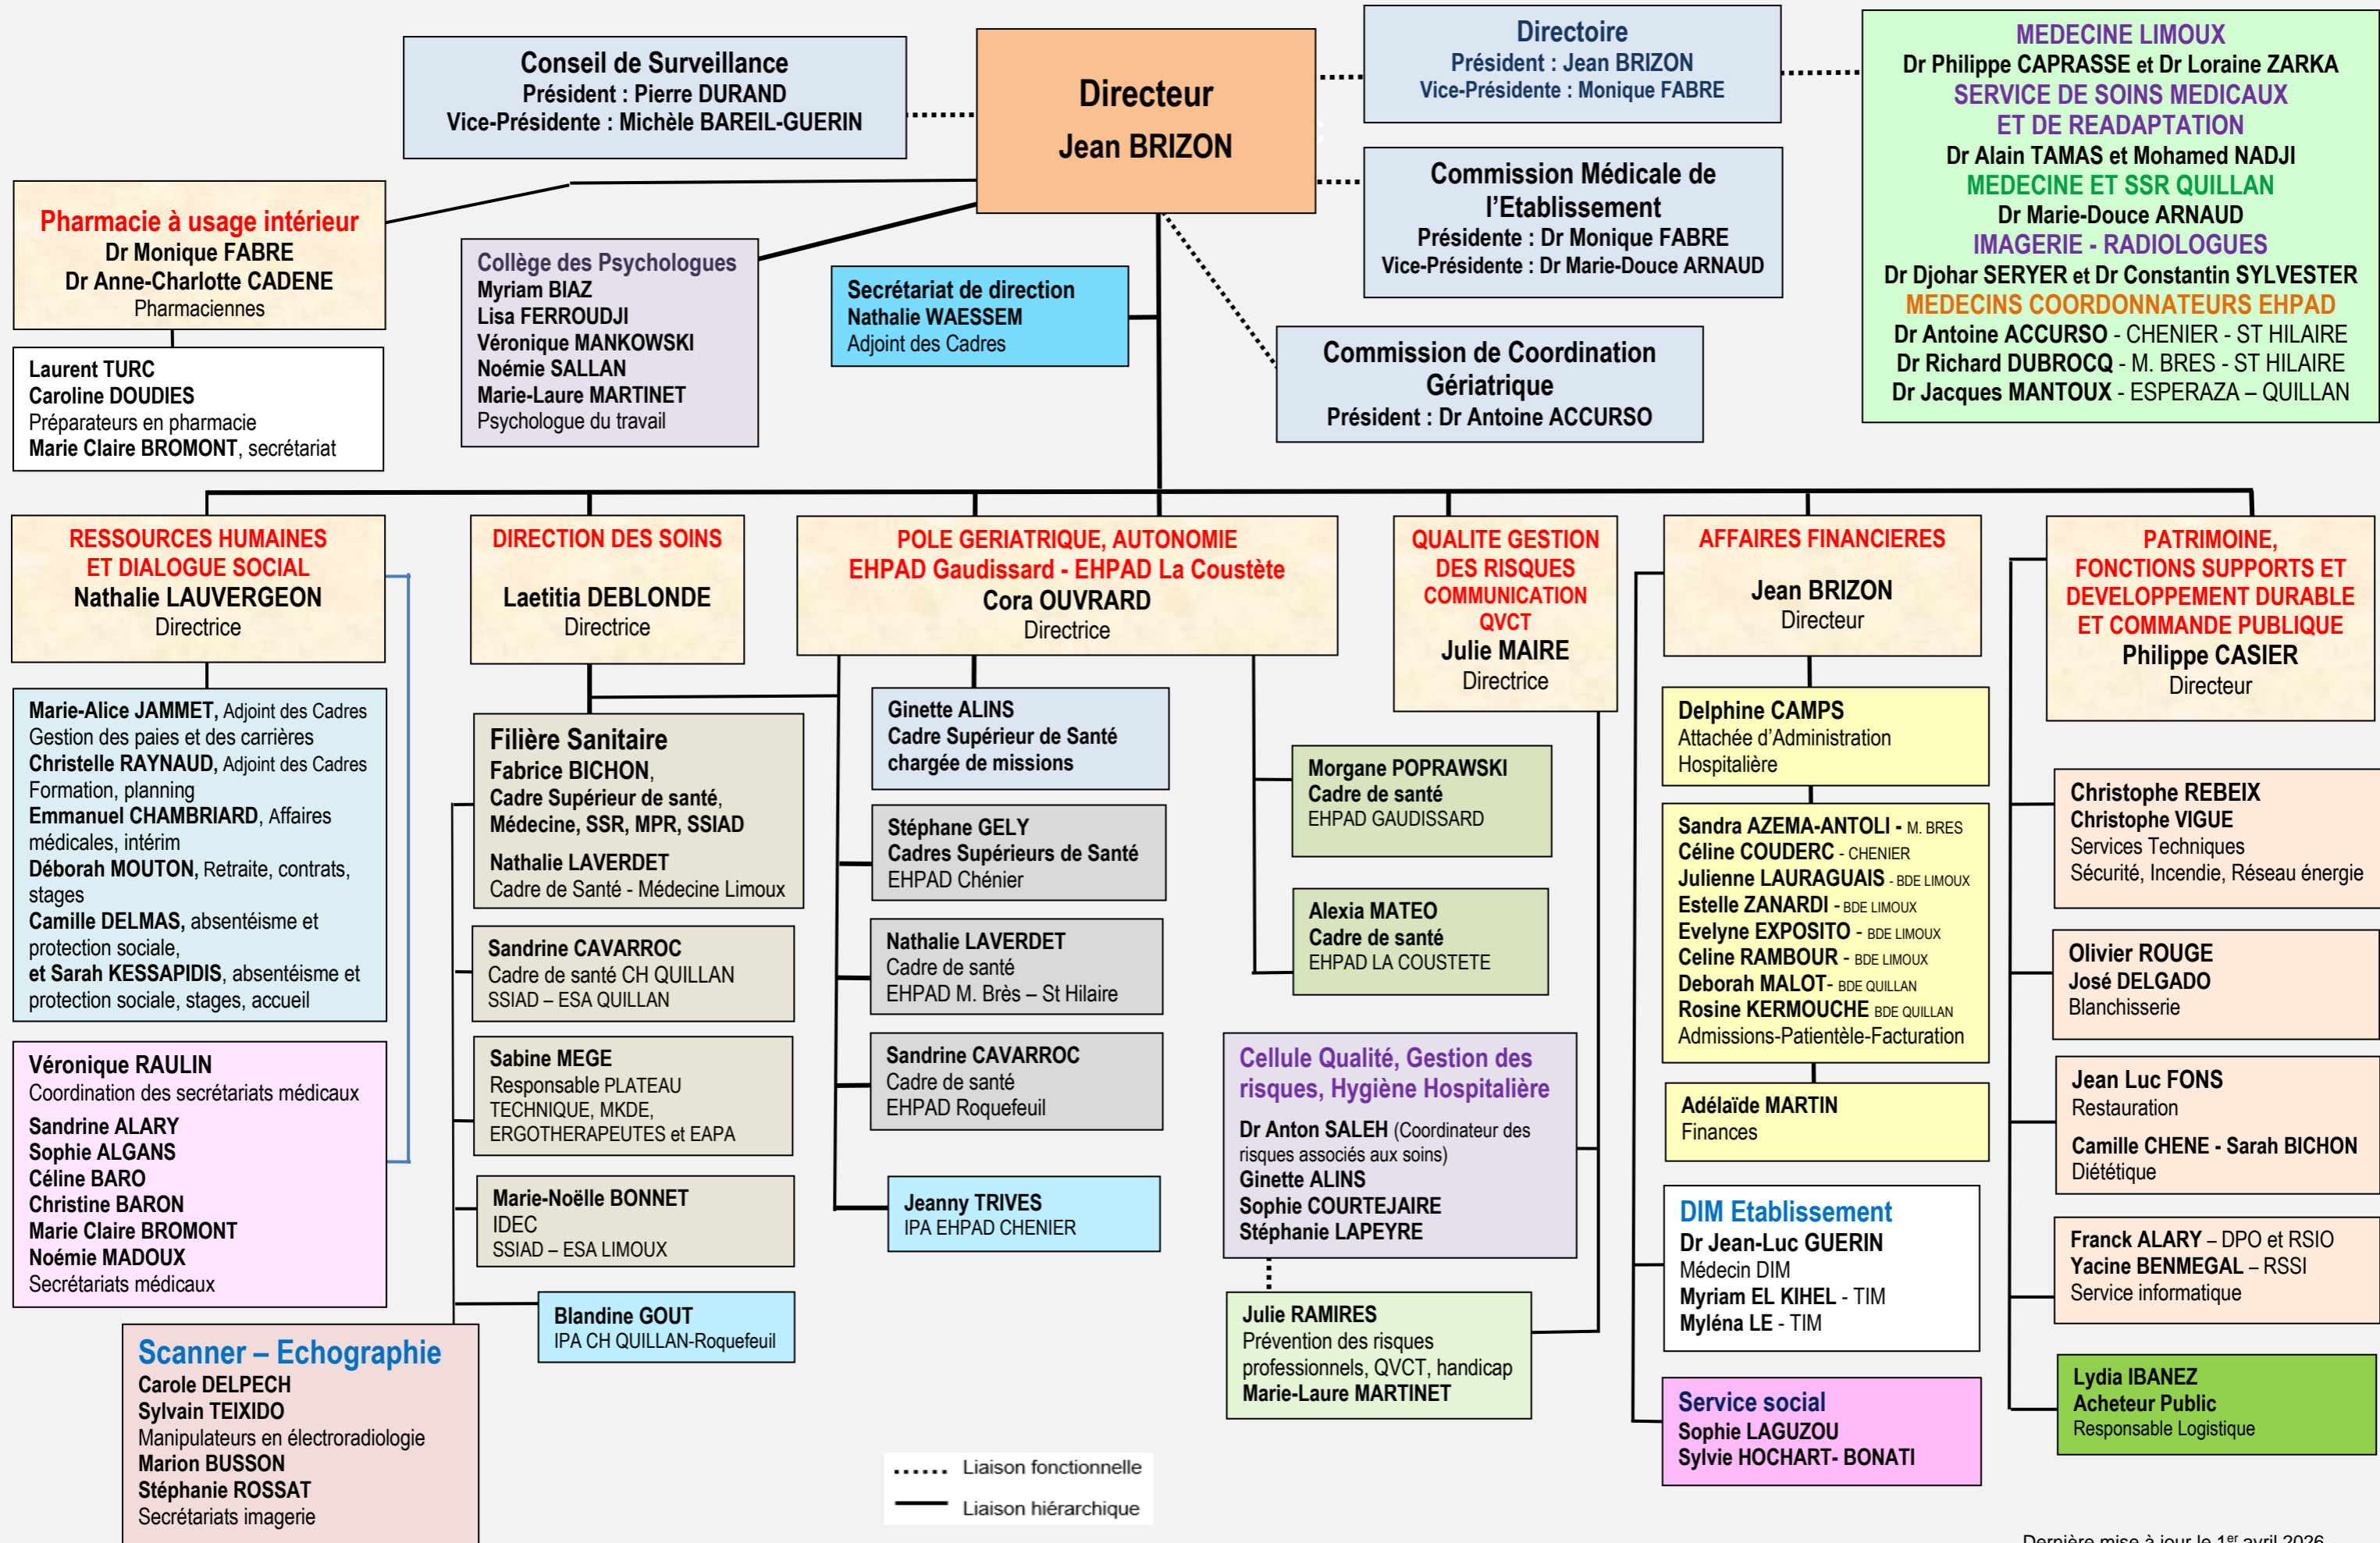 Conseil de Surveillance
Président : Pierre DURAND
Vice-Présidente : Michèle BAREIL-GUERIN
Directeur
Jean BRIZON
Directoire
Président : Jean BRIZON
Vice-Présidente : Monique FABRE
Commission Médicale de
l'Etablissement
Présidente : Dr Monique FABRE
Vice-Présidente : Dr Marie-Douce ARNAUD
Commission de Coordination
Gériatrique
Président : Dr Antoine ACCURSO
MEDECINE LIMOUX
Dr Philippe CAPRASSE et Dr Loraine ZARKA
SERVICE DE SOINS MEDICAUX
ET DE READAPTATION
Dr Alain TAMAS et Mohamed NADJI
MEDECINE ET SSR QUILLAN
Dr Marie-Douce ARNAUD
IMAGERIE - RADIOLOGUES
Dr Djohar SERYER et Dr Constantin SYLVESTER
MEDECINS COORDONNATEURS EHPAD
Dr Antoine ACCURSO - CHENIER - ST HILAIRE
Dr Richard DUBROCQ - M. BRES - ST HILAIRE
Dr Jacques MANTOUX - ESPERAZA – QUILLAN
Pharmacie à usage intérieur
Dr Monique FABRE
Dr Anne-Charlotte CADENE
Pharmaciennes
Laurent TURC
Caroline DOUDIES
Préparateurs en pharmacie
Marie Claire BROMONT, secrétariat
Collège des Psychologues
Myriam BIAZ
Lisa FERROUDJI
Véronique MANKOWSKI
Noémie SALLAN
Marie-Laure MARTINET
Psychologue du travail
Secrétariat de direction
Nathalie WAESSEM
Adjoint des Cadres
RESSOURCES HUMAINES
ET DIALOGUE SOCIAL
Nathalie LAUVERGEON
Directrice
Marie-Alice JAMMET, Adjoint des Cadres
Gestion des paies et des carrières
Christelle RAYNAUD, Adjoint des Cadres
Formation, planning
Emmanuel CHAMBRIARD, Affaires
médicales, intérim
Déborah MOUTON, Retraite, contrats,
stages
Camille DELMAS, absentéisme et
protection sociale,
et Sarah KESSAPIDIS, absentéisme et
protection sociale, stages, accueil
Véronique RAULIN
Coordination des secrétariats médicaux
Sandrine ALARY
Sophie ALGANS
Céline BARO
Christine BARON
Marie Claire BROMONT
Noémie MADOUX
Secrétariats médicaux
Scanner – Echographie
Carole DELPECH
Sylvain TEIXIDO
Manipulateurs en électroradiologie
Marion BUSSON
Stéphanie ROSSAT
Secrétariats imagerie
DIRECTION DES SOINS
Laetitia DEBLONDE
Directrice
Filière Sanitaire
Fabrice BICHON,
Cadre Supérieur de santé,
Médecine, SSR, MPR, SSIAD
Nathalie LAVERDET
Cadre de Santé - Médecine Limoux
Sandrine CAVARROC
Cadre de santé CH QUILLAN
SSIAD – ESA QUILLAN
Sabine MEGE
Responsable PLATEAU
TECHNIQUE, MKDE,
ERGOTHERAPEUTES et EAPA
Marie-Noëlle BONNET
IDEC
SSIAD – ESA LIMOUX
Blandine GOUT
IPA CH QUILLAN-Roquefeuil
POLE GERIATRIQUE, AUTONOMIE
EHPAD Gaudissard - EHPAD La Coustète
Cora OUVRARD
Directrice
Ginette ALINS
Cadre Supérieur de Santé
chargée de missions
Stéphane GELY
Cadres Supérieurs de Santé
EHPAD Chénier
Nathalie LAVERDET
Cadre de santé
EHPAD M. Brès – St Hilaire
Sandrine CAVARROC
Cadre de santé
EHPAD Roquefeuil
Jeanny TRIVES
IPA EHPAD CHENIER
Morgane POPRAWSKI
Cadre de santé
EHPAD GAUDISSARD
Alexia MATEO
Cadre de santé
EHPAD LA COUSTETE
QUALITE GESTION
DES RISQUES
COMMUNICATION
QVCT
Julie MAIRE
Directrice
Cellule Qualité, Gestion des
risques, Hygiène Hospitalière
Dr Anton SALEH (Coordinateur des
risques associés aux soins)
Ginette ALINS
Sophie COURTEJAIRE
Stéphanie LAPEYRE
Julie RAMIRES
Prévention des risques
professionnels, QVCT, handicap
Marie-Laure MARTINET
AFFAIRES FINANCIERES
Jean BRIZON
Directeur
Delphine CAMPS
Attachée d'Administration
Hospitalière
Sandra AZEMA-ANTOLI - M. BRES
Céline COUDERC - CHENIER
Julienne LAURAGUAIS - BDE LIMOUX
Estelle ZANARDI - BDE LIMOUX
Evelyne EXPOSITO - BDE LIMOUX
Celine RAMBOUR - BDE LIMOUX
Deborah MALOT- BDE QUILLAN
Rosine KERMOUCHE BDE QUILLAN
Admissions-Patientèle-Facturation
Adélaïde MARTIN
Finances
DIM Etablissement
Dr Jean-Luc GUERIN
Médecin DIM
Myriam EL KIHEL - TIM
Myléna LE - TIM
Service social
Sophie LAGUZOU
Sylvie HOCHART- BONATI
PATRIMOINE,
FONCTIONS SUPPORTS ET
DEVELOPPEMENT DURABLE
ET COMMANDE PUBLIQUE
Philippe CASIER
Directeur
Christophe REBEIX
Christophe VIGUE
Services Techniques
Sécurité, Incendie, Réseau énergie
Olivier ROUGE
José DELGADO
Blanchisserie
Jean Luc FONS
Restauration
Camille CHENE - Sarah BICHON
Diététique
Franck ALARY – DPO et RSIO
Yacine BENMEGAL – RSSI
Service informatique
Lydia IBANEZ
Acheteur Public
Responsable Logistique
Liaison fonctionnelle
Liaison hiérarchique
Dernière mise à jour le 1er avril 2026